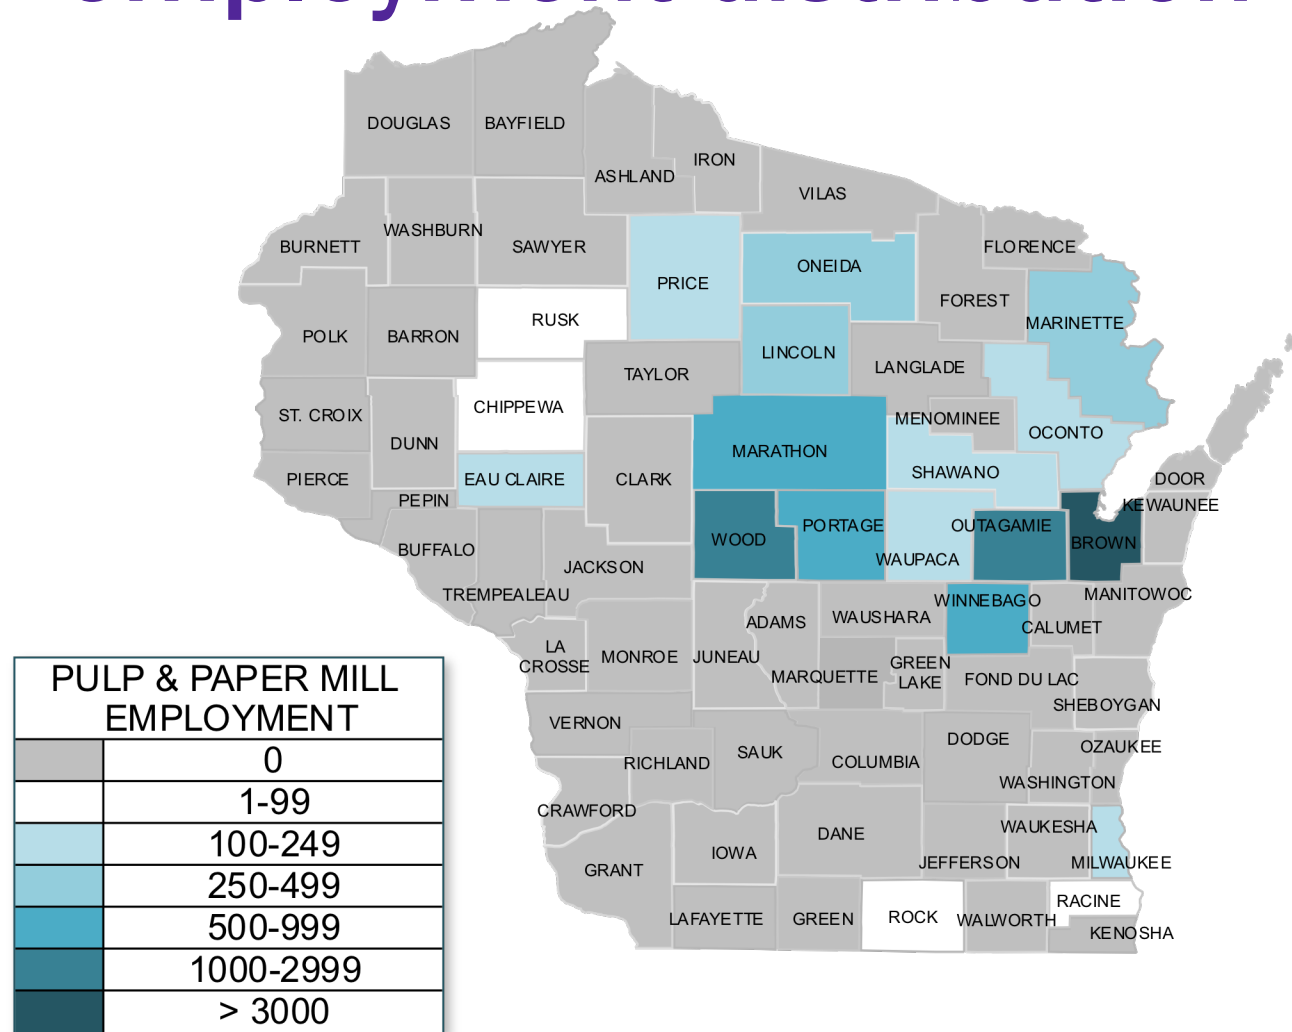 employment distribution
DOUGLAS
BAYFIELD
ASHLAND
IRON
VILAS
BURNETT
WASHBURN
SAWYER
PRICE
ONEIDA
FLORENCE
FOREST
MARINETTE
POLK
BARRON
RUSK
TAYLOR
LINCOLN
LANGLADE
ST. CROIX
DUNN
CHIPPEWA
MENOMINEE
OCONTO
PIERCE
PEPIN
EAU CLAIRE
CLARK
MARATHON
SHAWANO
DOOR
KEWAUNEE
BUFFALO
TREMPEALEAU
JACKSON
WOOD
PORTAGE
WAUPACA
OUTAGAMIE
BROWN
LA
CROSSE
MONROE
JUNEAU
ADAMS
WAUSHARA
WINNEBAGO
CALUMET
MANITOWOC
MARQUETTE
GREEN
LAKE
FOND DU LAC
SHEBOYGAN
VERNON
RICHLAND
SAUK
COLUMBIA
DODGE
OZAUKEE
WASHINGTON
CRAWFORD
GRANT
IOWA
DANE
JEFFERSON
WAUKESHA
MILWAUKEE
LAFAYETTE
GREEN
ROCK
WALWORTH
RACINE
KENOSHA
PULP & PAPER MILL
EMPLOYMENT
0
1-99
100-249
250-499
500-999
1000-2999
> 3000